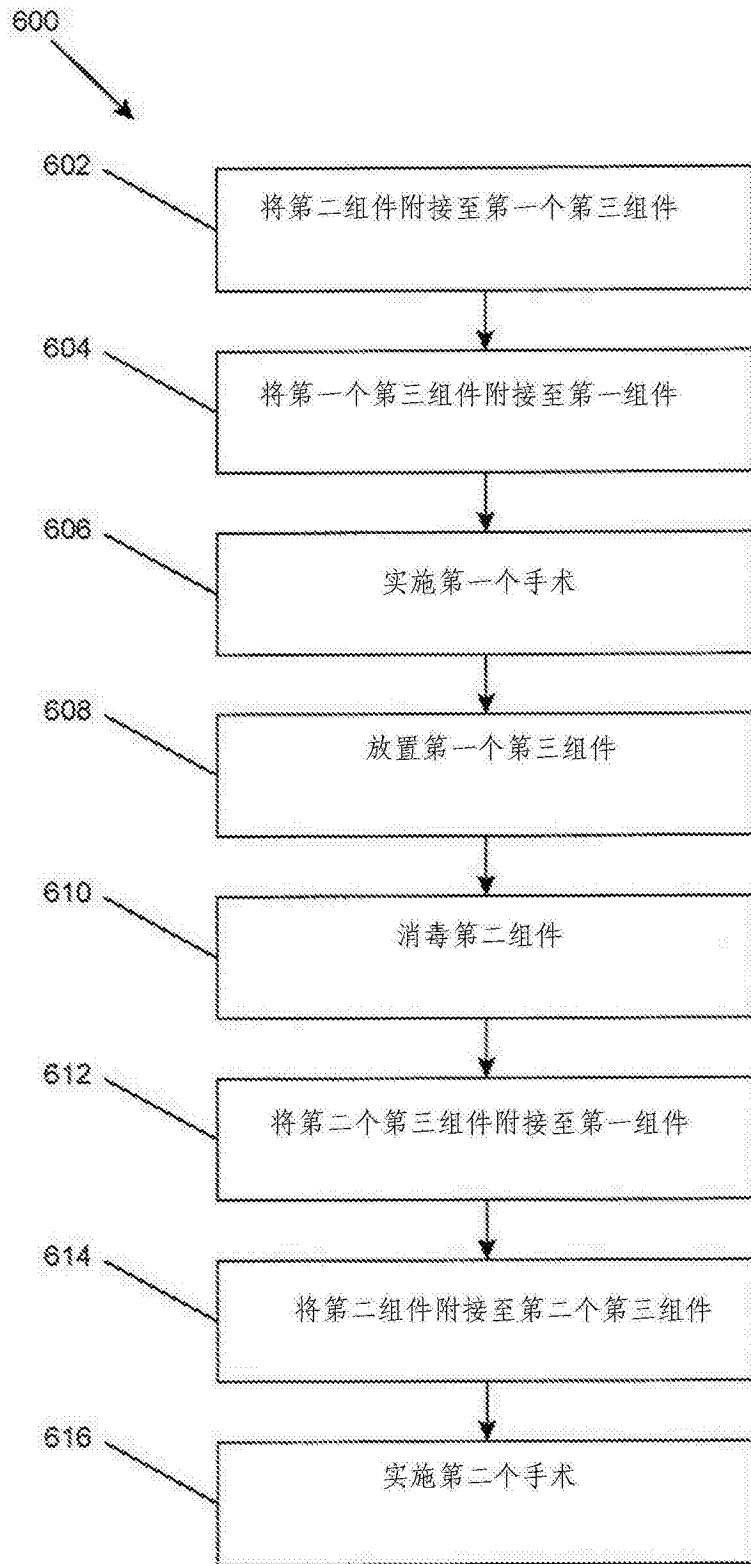 600
602
将第二组件附接至第一个第三组件
604
将第一个第三组件附接至第一组件
606
实施第一个手术
608
放置第一个第三组件
610
消毒第二组件
612
将第二个第三组件附接至第一组件
614
将第二组件附接至第二个第三组件
616
实施第二个手术